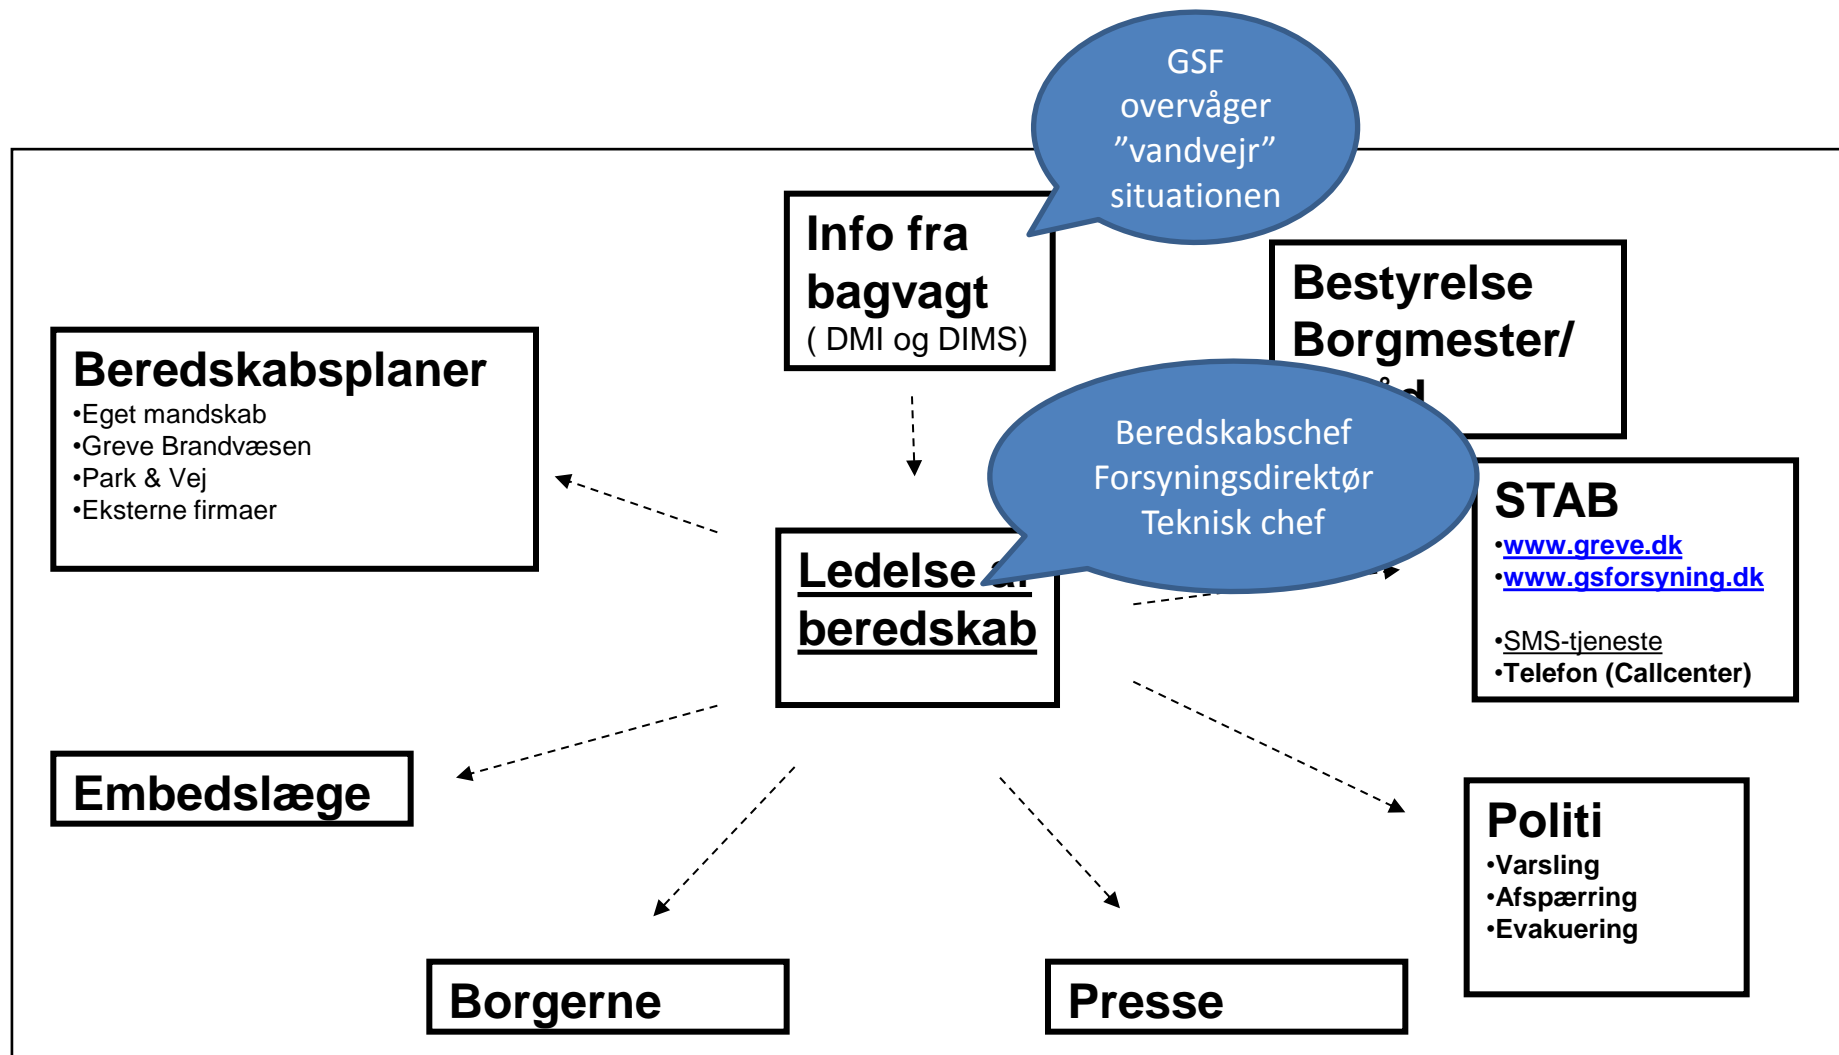 GSF
overvåger
”vandvejr”
situationen
Info fra
bagvagt
( DMI og DIMS)
Bestyrelse
Borgmester/
Beredskabsplaner
•Eget mandskab
•Greve Brandvæsen
•Park & Vej
•Eksterne firmaer
Beredskabschef
Forsyningsdirektør
Teknisk chef
STAB
•www.greve.dk
•www.gsforsyning.dk
•SMS-tjeneste
•Telefon (Callcenter)
Ledelse af
beredskab
Embedslæge
Politi
•Varsling
•Afspærring
•Evakuering
Borgerne
Presse